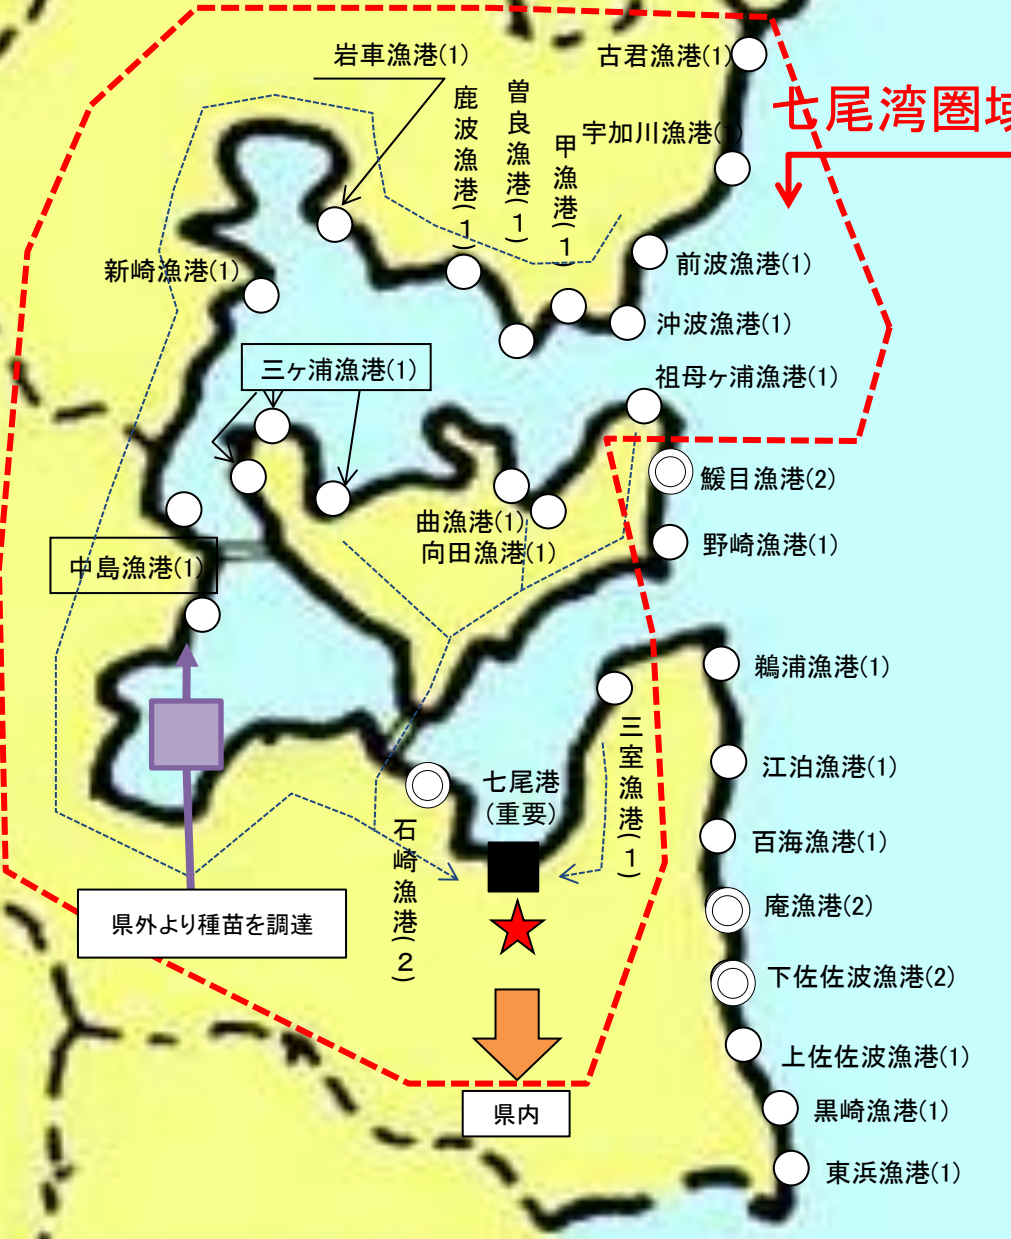 岩車漁港(1)
古君漁港(1)
鹿波漁港(1)
曽良漁港(1)
甲漁港(1)
宇加川漁港(1)
七尾湾圏域
前波漁港(1)
新崎漁港(1)
沖波漁港(1)
三ヶ浦漁港(1)
祖母ヶ浦漁港(1)
鰀目漁港(2)
曲漁港(1)
向田漁港(1)
野崎漁港(1)
中島漁港(1)
鵜浦漁港(1)
三室漁港(1)
七尾港
(重要)
江泊漁港(1)
石崎漁港(2)
百海漁港(1)
庵漁港(2)
県外より種苗を調達
下佐佐波漁港(2)
上佐佐波漁港(1)
県内
黒崎漁港(1)
東浜漁港(1)